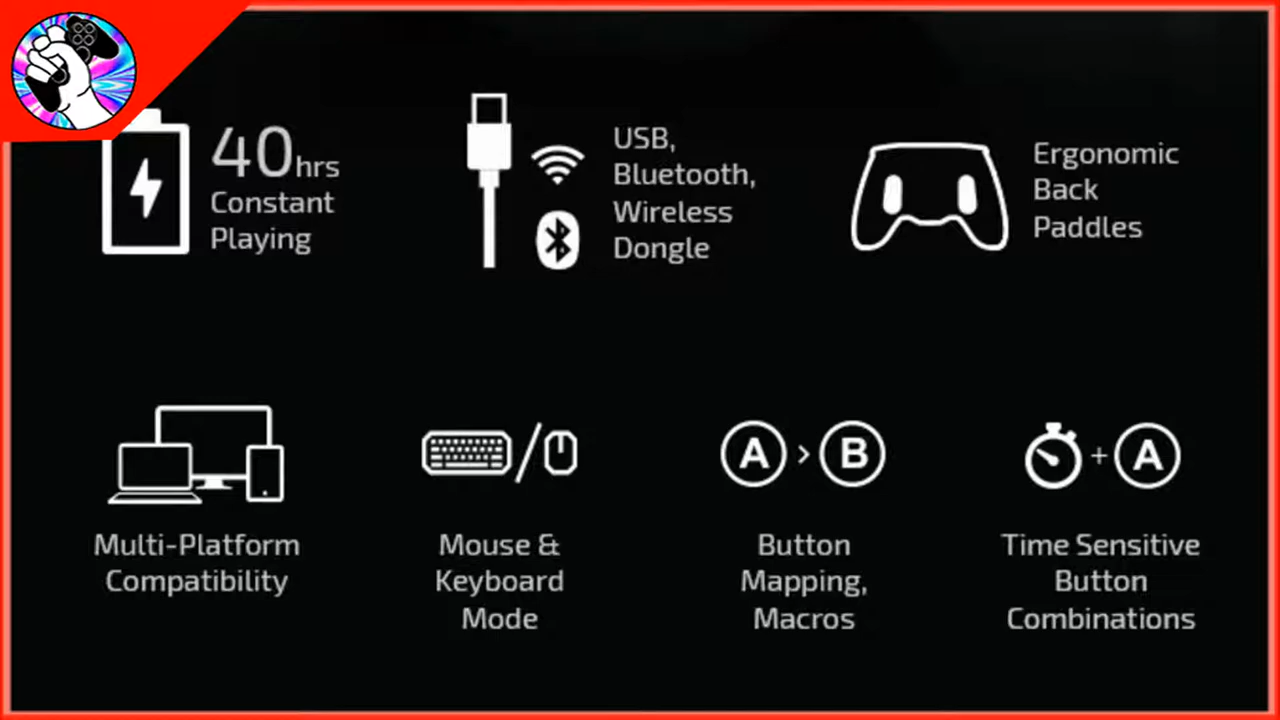 40hrs
Constant
Playing
USB,
Bluetooth,
Wireless
Dongle
Ergonomic
Back
Paddles
A > B
+ A
Multi-Platform
Compatibility
Mouse &
Keyboard
Mode
Button
Mapping,
Macros
Time Sensitive
Button
Combinations